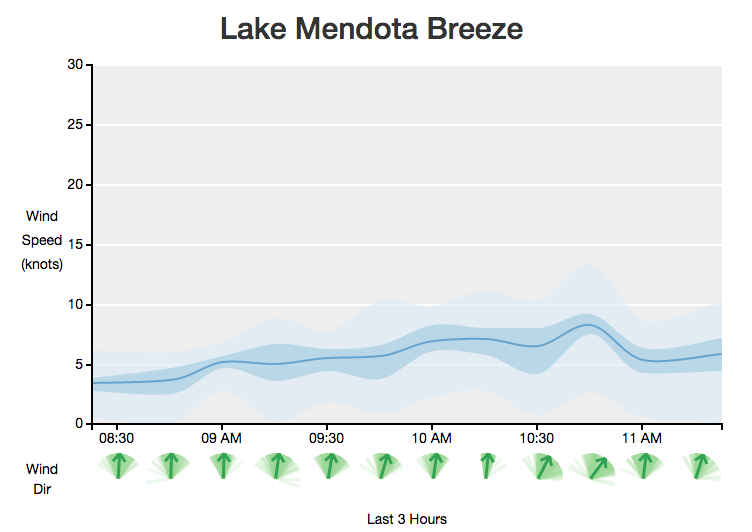 Lake Mendota Breeze
30
25
20
Wind
Speed
(knots)
15
10
5
0
08:30 09 AM 09:30 10 AM 10:30 11 AM
Wind
Dir
Last 3 Hours